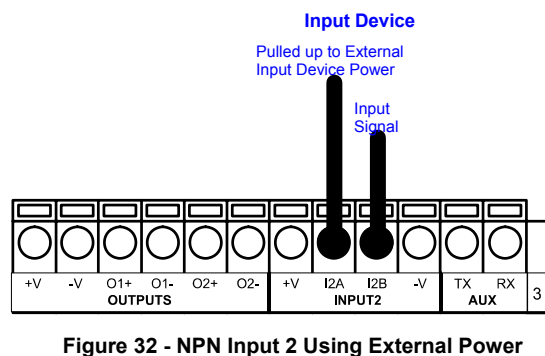 Input Device
Pulled up to External
Input Device Power
Input
Signal
+V -V O1+ O1- O2+ O2- +V I2A I2B -V TX RX
OUTPUTS INPUT2 AUX 3
Figure 32 - NPN Input 2 Using External Power